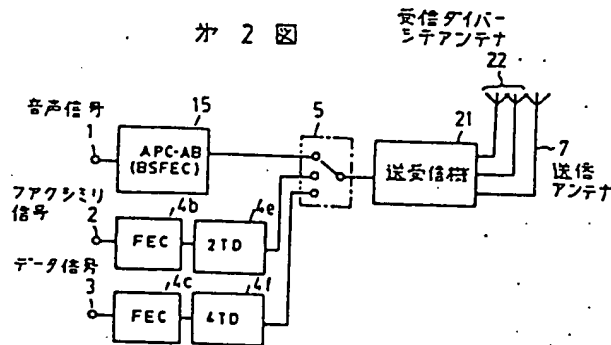 オ 2 図
受信ダイバー
シテアンテナ
22
音声信号
1
15
APC-AB
(BSFEC)
5
21
送受信機
7
送信
アンテナ
フアクシミリ
信号
2
4b
FEC
4e
2TD
データ信号
3
4c
FEC
4f
4TD